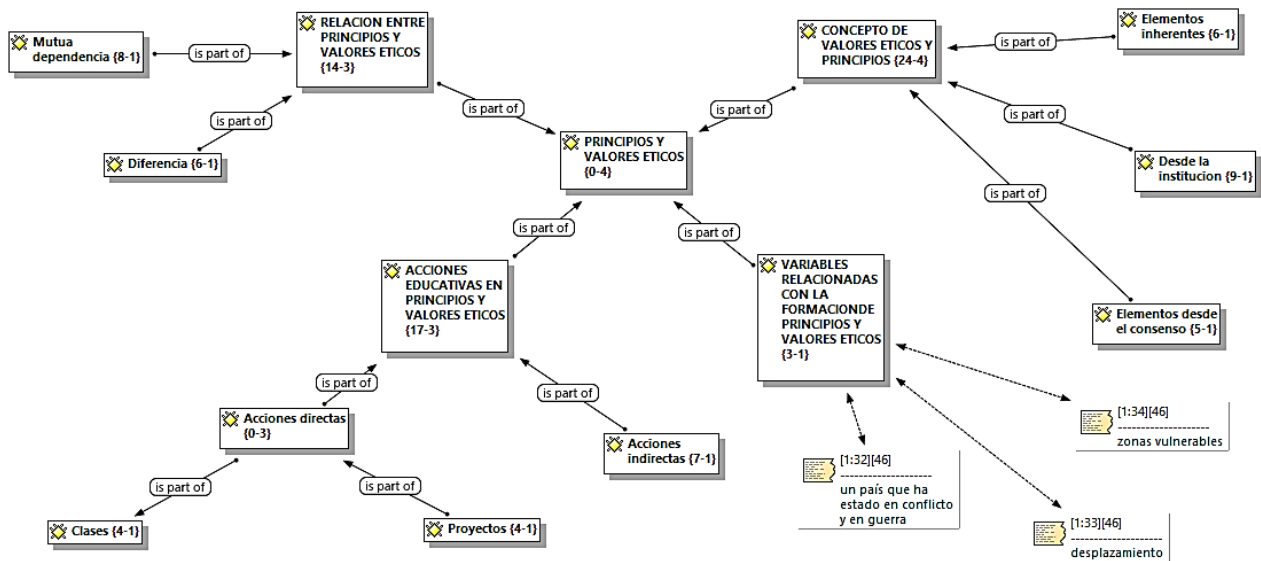 RELACION ENTRE
PRINCIPIOS Y
VALORES ETICOS
{14-3}
Mutua
dependencia {8-1}
is part of
is part of
Diferencia {6-1}
is part of
CONCEPTO DE
VALORES ETICOS Y
PRINCIPIOS {24-4}
Elementos
inherentes {6-1}
is part of
is part of
Desde la
institucion {9-1}
is part of
is part of
Elementos desde
el consenso {5-1}
PRINCIPIOS Y
VALORES ETICOS
{0-4}
is part of
is part of
ACCIONES
EDUCATIVAS EN
PRINCIPIOS Y
VALORES ETICOS
{17-3}
VARIABLES
RELACIONADAS
CON LA
FORMACIONDE
PRINCIPIOS Y
VALORES ETICOS
{3-1}
is part of
is part of
Acciones directas
{0-3}
Acciones
indirectas {7-1}
is part of
is part of
Clases {4-1}
Proyectos {4-1}
[1:32][46]
--------------------
un país que ha
estado en conflicto
y en guerra
[1:34][46]
--------------------
zonas vulnerables
[1:33][46]
--------------------
desplazamiento